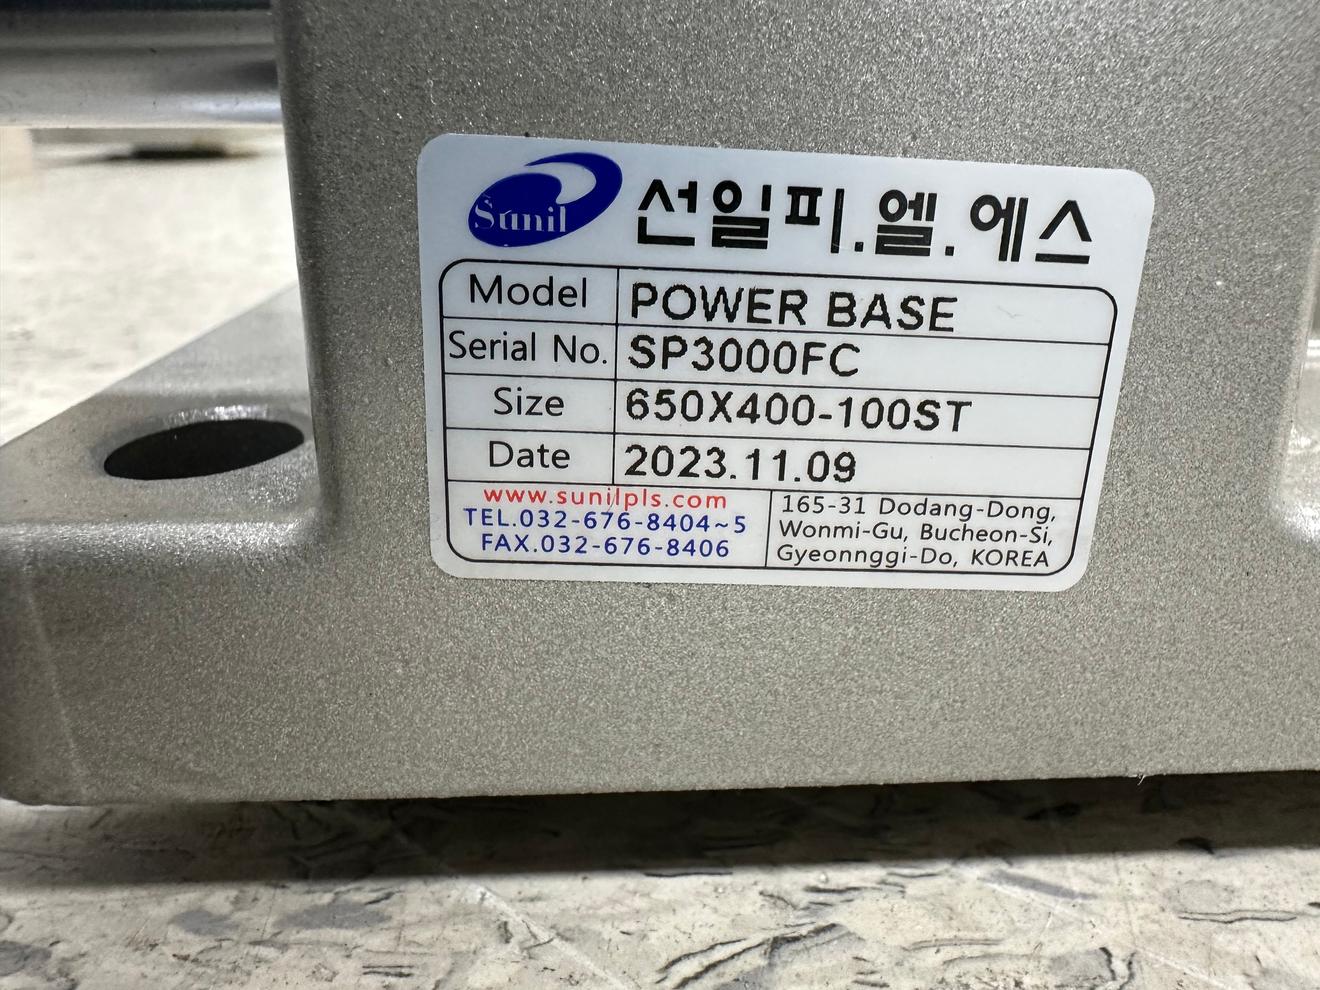 Sunil 선일피.엘.에스
Model POWER BASE
Serial No. SP3000FC
Size 650X400-100ST
Date 2023.11.09
www.sunilpls.com
TEL.032-676-8404~5
FAX.032-676-8406
165-31 Dodang-Dong,
Wonmi-Gu, Bucheon-Si,
Gyeonnggi-Do, KOREA